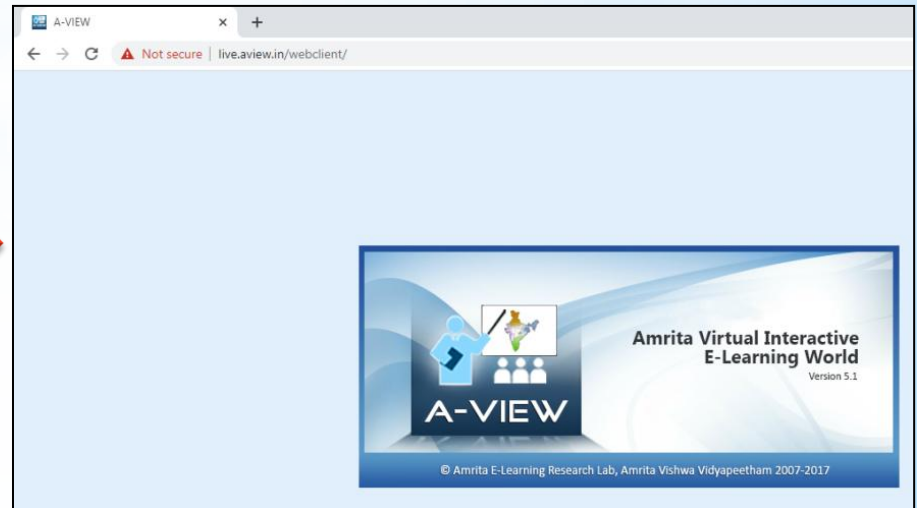 A-VIEW
Not secure | live.aview.in/webclient/
Amrita Virtual Interactive
E-Learning World
Version 5.1
A-VIEW
© Amrita E-Learning Research Lab, Amrita Vishwa Vidyapeetham 2007-2017